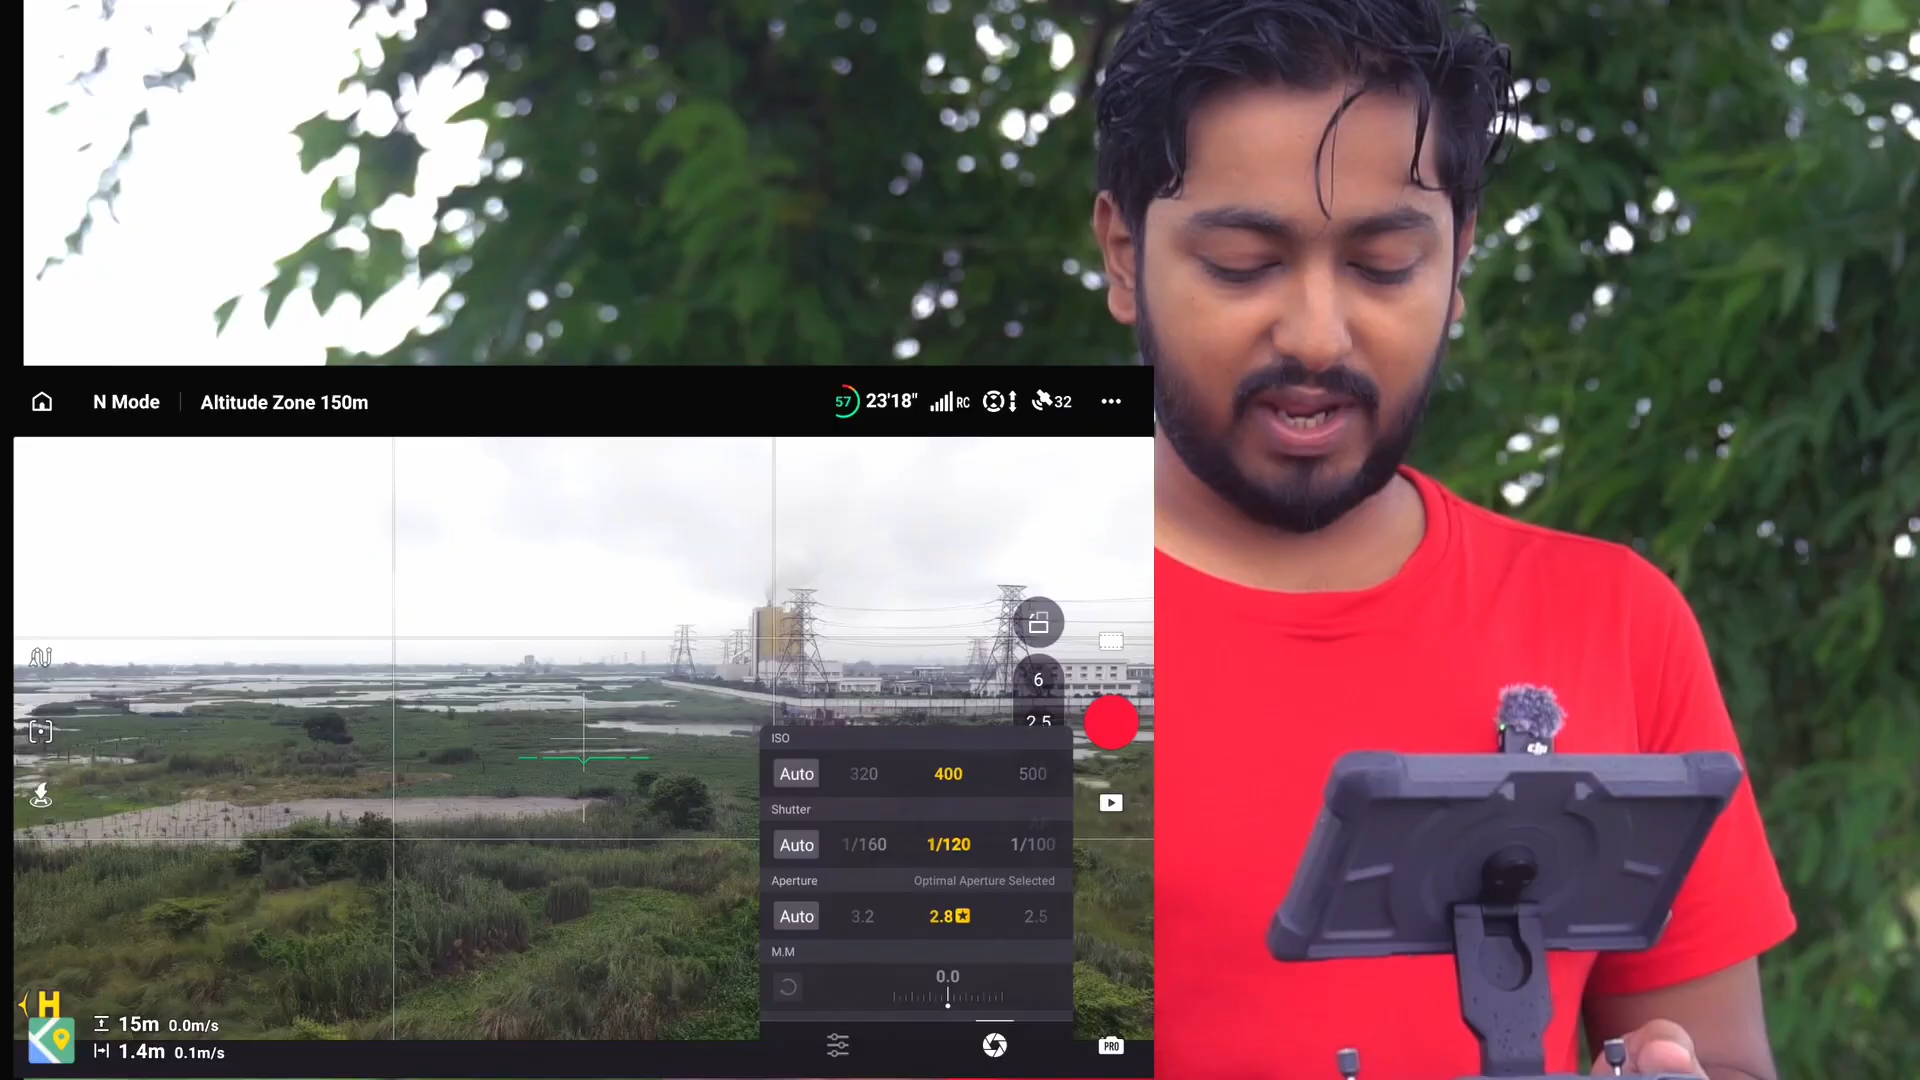 N Mode Altitude Zone 150m 57 23'18" RC 32
6
2.5
ISO
Auto 320 400 500
Shutter
Auto 1/160 1/120 1/100
Aperture Optimal Aperture Selected
Auto 3.2 2.8 2.5
M.M
0.0
H
15m 0.0m/s
1.4m 0.1m/s
PRO
dji